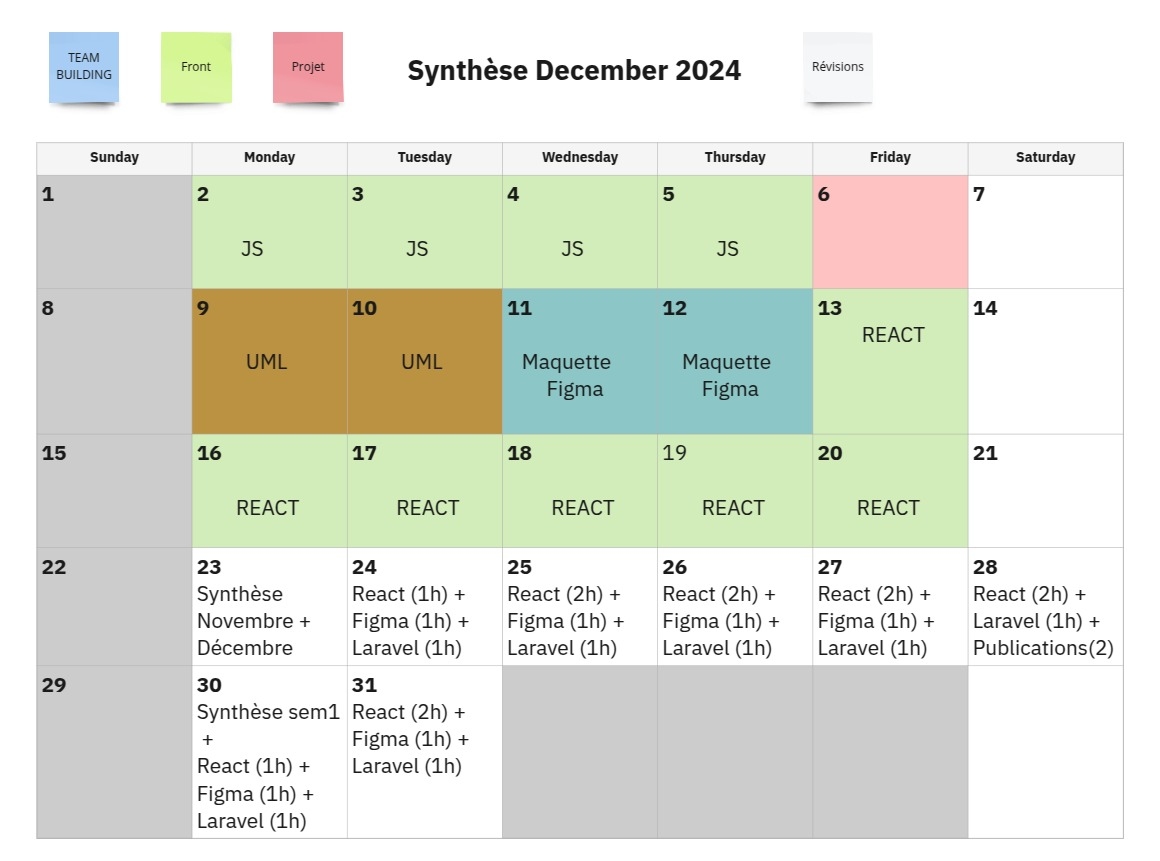 TEAM
BUILDING
Front
Projet
Synthèse December 2024
Révisions
Sunday
Monday
Tuesday
Wednesday
Thursday
Friday
Saturday
1
2
JS
3
JS
4
JS
5
JS
6
7
8
9
UML
10
UML
11
Maquette
Figma
12
Maquette
Figma
13
REACT
14
15
16
REACT
17
REACT
18
REACT
19
REACT
20
REACT
21
22
23
Synthèse
Novembre +
Décembre
24
React (1h) +
Figma (1h) +
Laravel (1h)
25
React (2h) +
Figma (1h) +
Laravel (1h)
26
React (2h) +
Figma (1h) +
Laravel (1h)
27
React (2h) +
Figma (1h) +
Laravel (1h)
28
React (2h) +
Laravel (1h) +
Publications(2)
29
30
Synthèse sem1
+
React (1h) +
Figma (1h) +
Laravel (1h)
31
React (2h) +
Figma (1h) +
Laravel (1h)